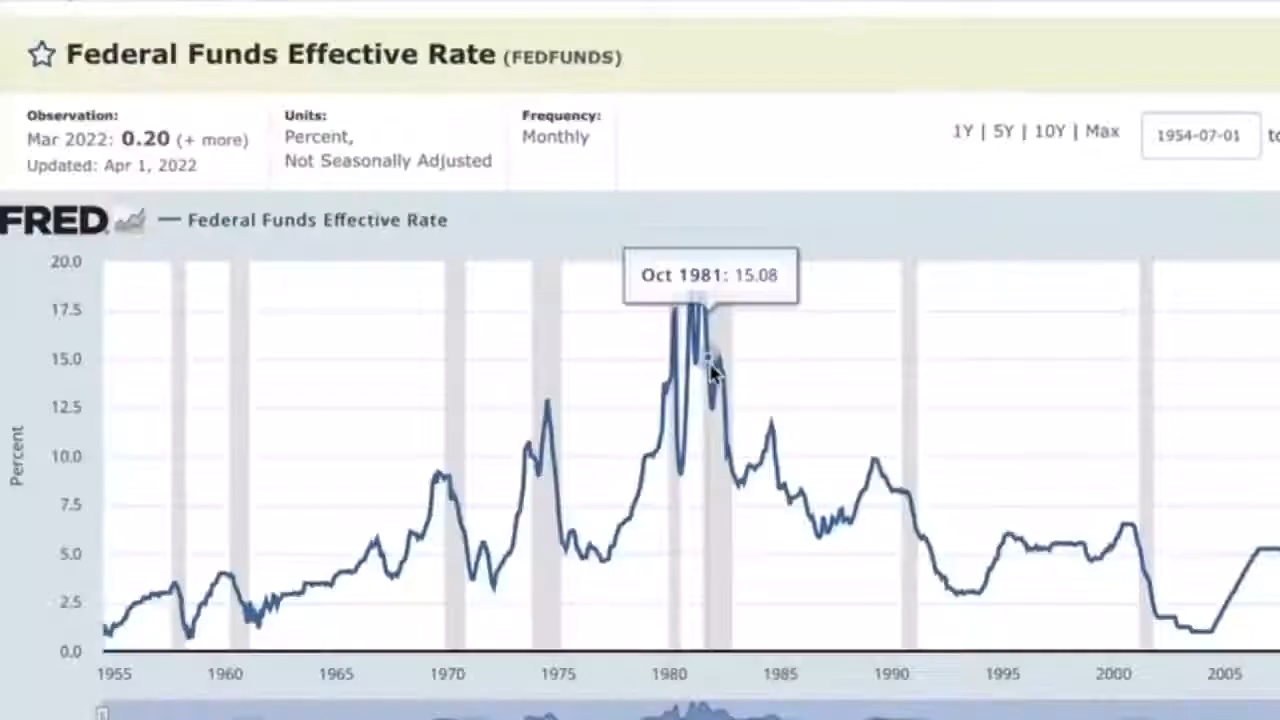 Federal Funds Effective Rate (FEDFUNDS)
Observation:
Mar 2022: 0.20 (+ more)
Updated: Apr 1, 2022
Units:
Percent,
Not Seasonally Adjusted
Frequency:
Monthly
1Y | 5Y | 10Y | Max
1954-07-01
to
FRED
Federal Funds Effective Rate
Oct 1981: 15.08
Percent
20.0
17.5
15.0
12.5
10.0
7.5
5.0
2.5
0.0
1955 1960 1965 1970 1975 1980 1985 1990 1995 2000 2005